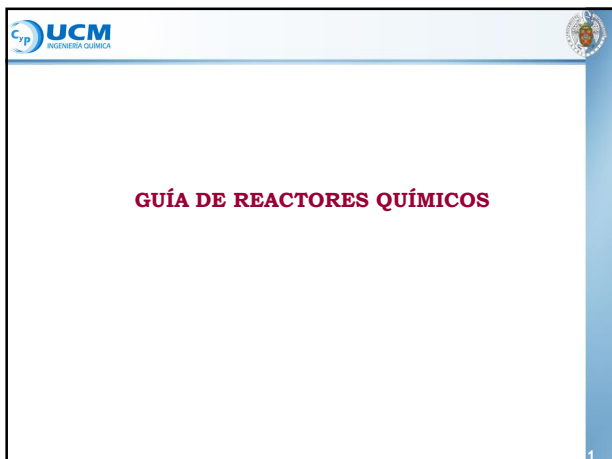 CyP UCM
INGENIERÍA QUÍMICA
GUÍA DE REACTORES QUÍMICOS
1